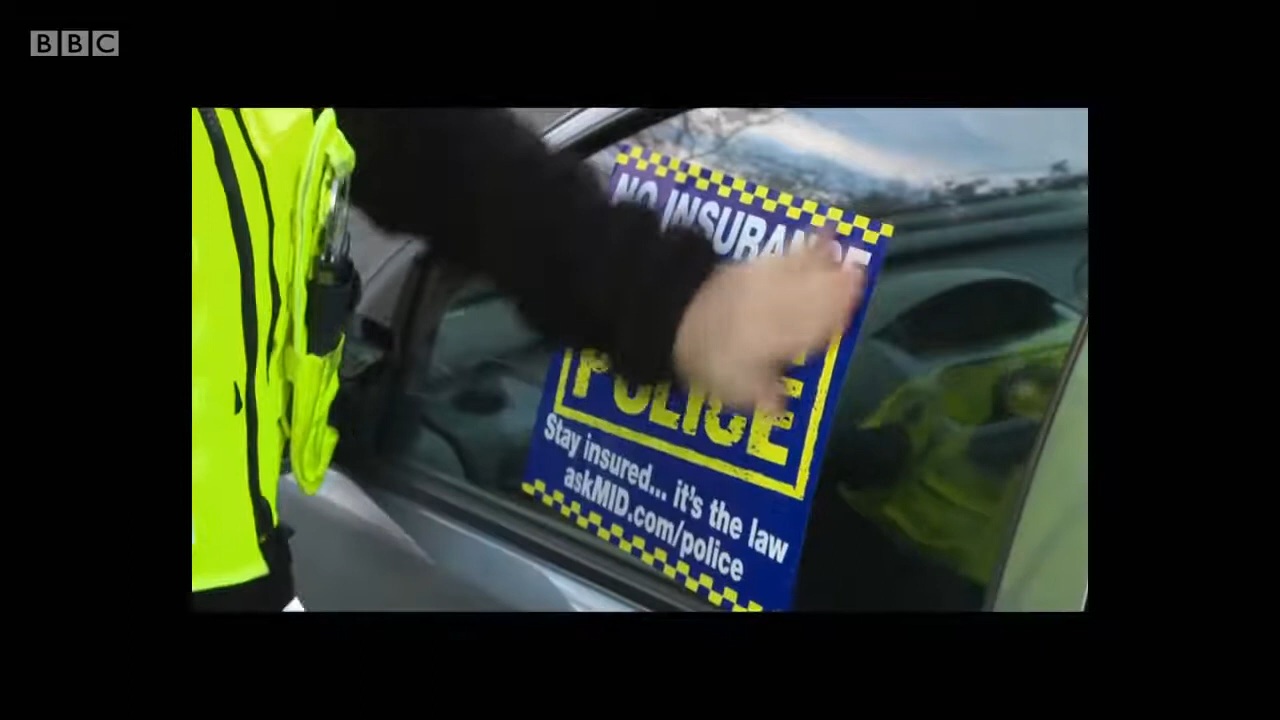 BBC
NO INSURANCE
POLICE
Stay insured... it's the law
askMID.com/police